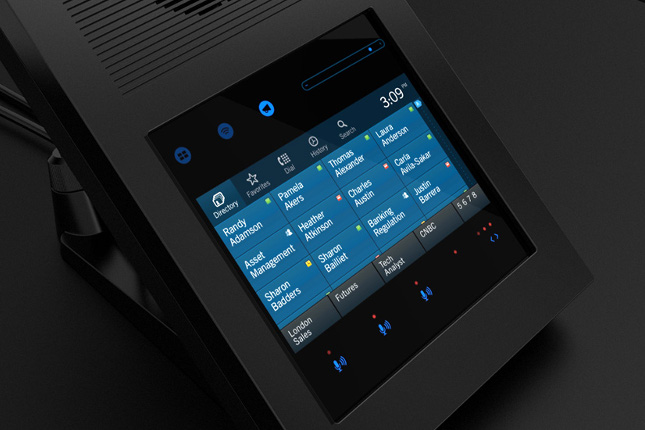 3:09 PM
Directory
Favorites
Dial
History
Search
Randy
Adamson
Pamela
Akers
Thomas
Alexander
Laura
Anderson
Asset
Management
Heather
Atkinson
Charles
Austin
Carla
Avila-Sakar
Sharon
Badders
Sharon
Bailliet
Banking
Regulation
Justin
Barrera
London
Sales
Futures
Tech
Analyst
CNBC
5 6 7 8